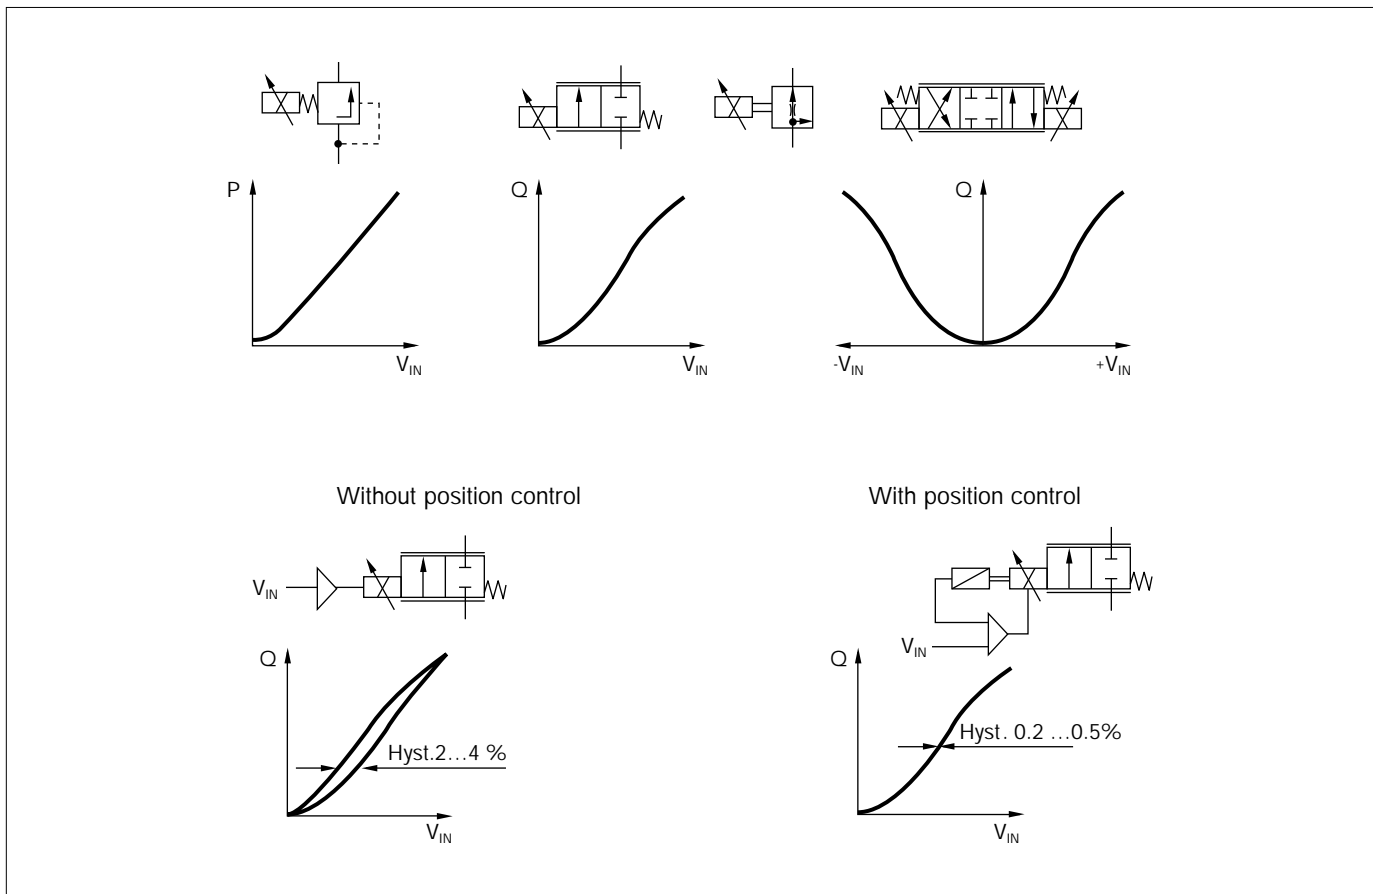 P
V_IN
Q
V_IN
Q
-V_IN
+V_IN
Without position control
With position control
V_IN
V_IN
Q
Hyst.2...4 %
V_IN
Q
Hyst. 0.2 ...0.5%
V_IN